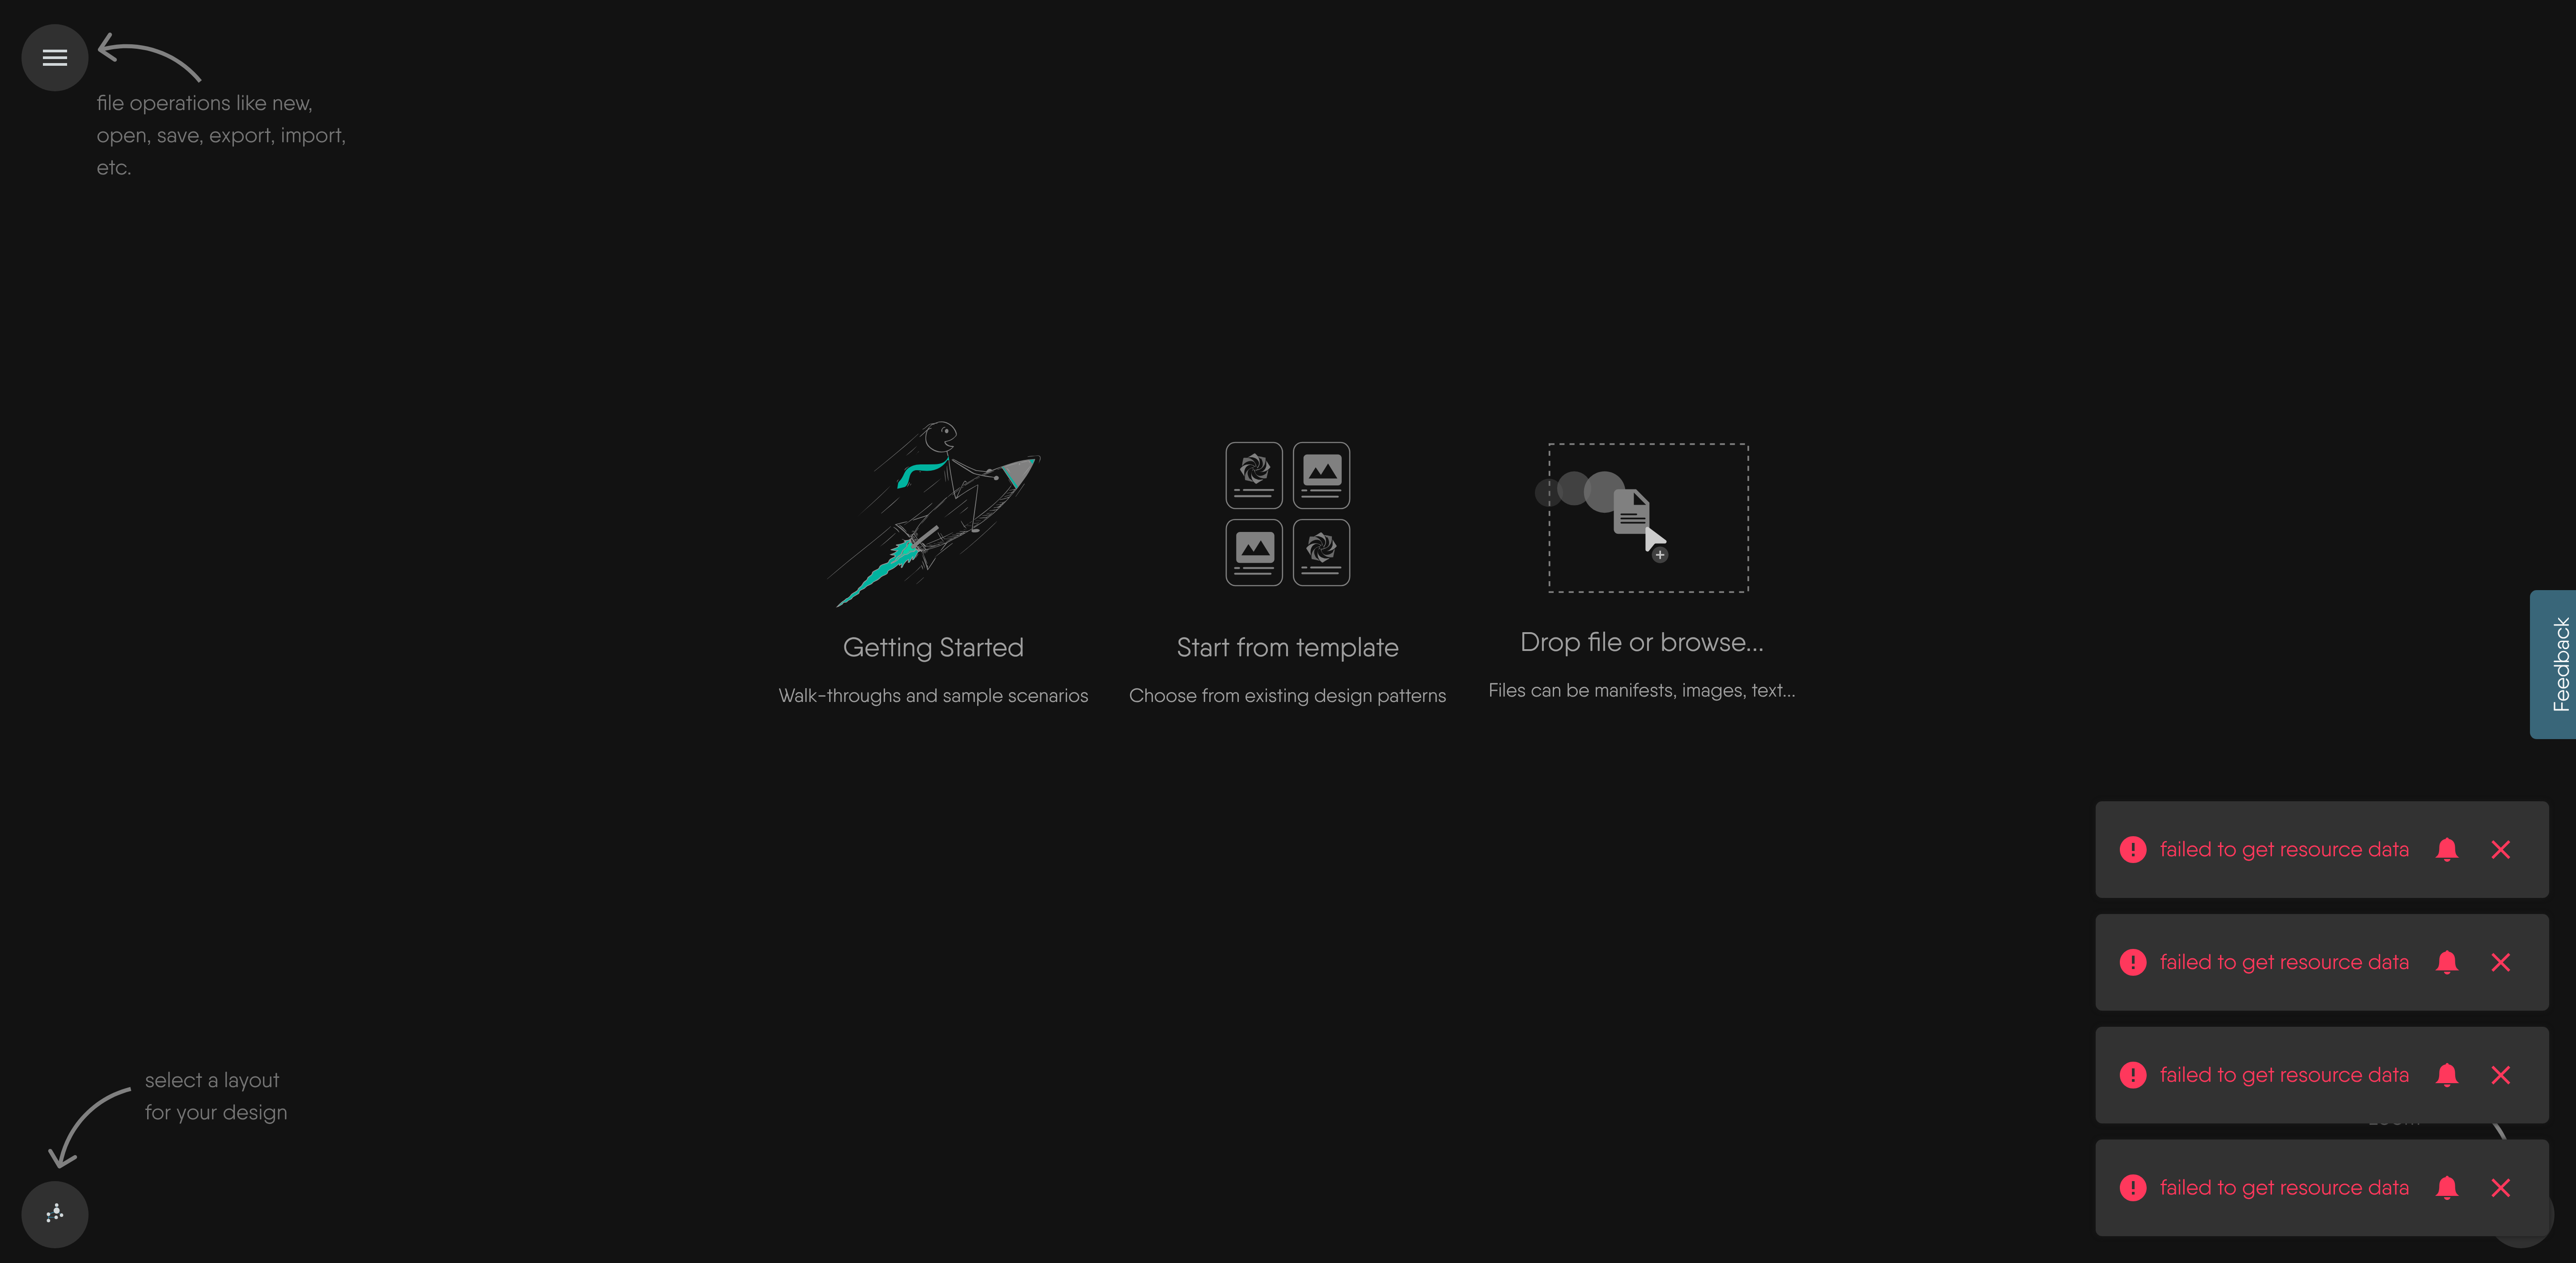 file operations like new,
open, save, export, import,
etc.
Getting Started
Walk-throughs and sample scenarios
Start from template
Choose from existing design patterns
Drop file or browse...
Files can be manifests, images, text...
Feedback
failed to get resource data
failed to get resource data
failed to get resource data
failed to get resource data
select a layout
for your design